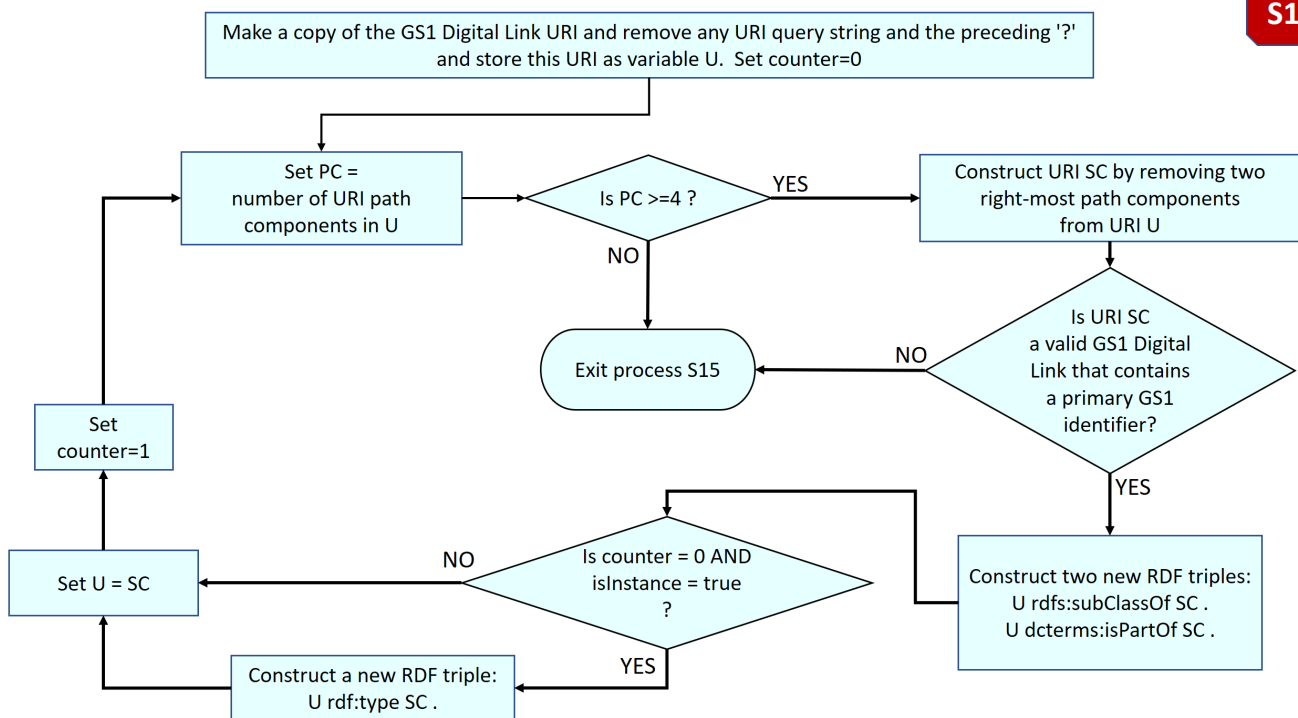 S1
Make a copy of the GS1 Digital Link URI and remove any URI query string and the preceding '?'
and store this URI as variable U. Set counter=0
Set PC =
number of URI path
components in U
Is PC >=4 ?
YES
Construct URI SC by removing two
right-most path components
from URI U
NO
Is URI SC
a valid GS1 Digital
Link that contains
a primary GS1
identifier?
NO
Exit process S15
Set
counter=1
YES
Is counter = 0 AND
isInstance = true
?
NO
Set U = SC
Construct two new RDF triples:
U rdfs:subClassOf SC .
U dcterms:isPartOf SC .
YES
Construct a new RDF triple:
U rdf:type SC .